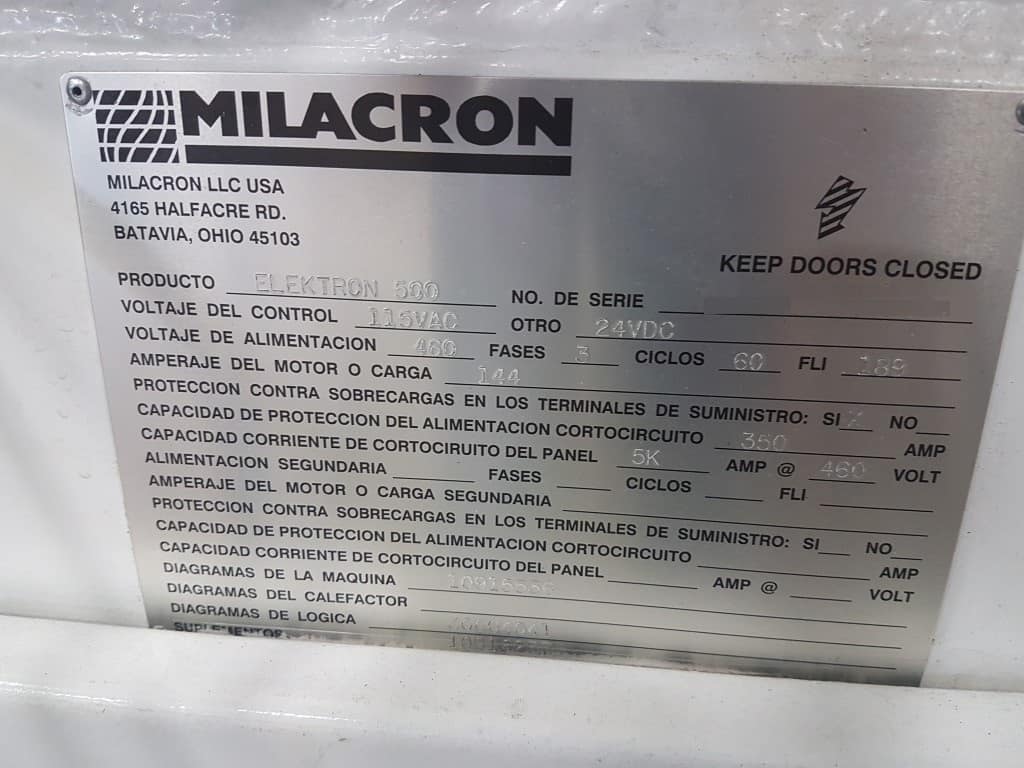 MILACRON
MILACRON LLC USA
4165 HALFACRE RD.
BATAVIA, OHIO 45103
KEEP DOORS CLOSED
PRODUCTO ELEKTRON 500 NO. DE SERIE
VOLTAJE DEL CONTROL 115VAC OTRO 24VDC
VOLTAJE DE ALIMENTACION 460 FASES 3 CICLOS 60 FLI 189
AMPERAJE DEL MOTOR O CARGA 144
PROTECCION CONTRA SOBRECARGAS EN LOS TERMINALES DE SUMINISTRO: SI X NO
CAPACIDAD DE PROTECCION DEL ALIMENTACION CORTOCIRCUITO 350 AMP
CAPACIDAD CORRIENTE DE CORTOCIRUITO DEL PANEL 5K AMP @ 460 VOLT
ALIMENTACION SEGUNDARIA FASES CICLOS FLI
AMPERAJE DEL MOTOR O CARGA SEGUNDARIA
PROTECCION CONTRA SOBRECARGAS EN LOS TERMINALES DE SUMINISTRO: SI NO
CAPACIDAD DE PROTECCION DEL ALIMENTACION CORTOCIRCUITO AMP
CAPACIDAD CORRIENTE DE CORTOCIRCUITO DEL PANEL AMP @ VOLT
DIAGRAMAS DE LA MAQUINA
DIAGRAMAS DEL CALEFACTOR
DIAGRAMAS DE LOGICA